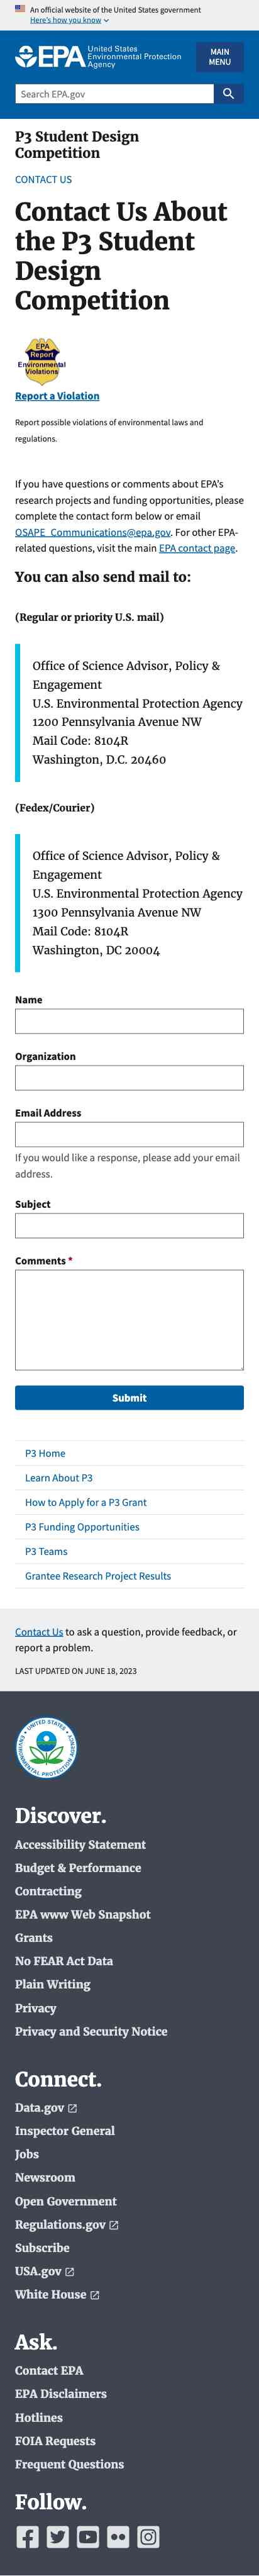 An official website of the United States government
Here's how you know
EPA
United States
Environmental Protection
Agency
MAIN
MENU
Search EPA.gov
P3 Student Design
Competition
CONTACT US
Contact Us About
the P3 Student
Design
Competition
EPA
Report
Environmental
Violations
Report a Violation
Report possible violations of environmental laws and
regulations.
If you have questions or comments about EPA's
research projects and funding opportunities, please
complete the contact form below or email
OSAPE_Communications@epa.gov. For other EPA-
related questions, visit the main EPA contact page.
You can also send mail to:
(Regular or priority U.S. mail)
Office of Science Advisor, Policy &
Engagement
U.S. Environmental Protection Agency
1200 Pennsylvania Avenue NW
Mail Code: 8104R
Washington, D.C. 20460
(Fedex/Courier)
Office of Science Advisor, Policy &
Engagement
U.S. Environmental Protection Agency
1300 Pennsylvania Avenue NW
Mail Code: 8104R
Washington, DC 20004
Name
Organization
Email Address
If you would like a response, please add your email
address.
Subject
Comments *
Submit
P3 Home
Learn About P3
How to Apply for a P3 Grant
P3 Funding Opportunities
P3 Teams
Grantee Research Project Results
Contact Us to ask a question, provide feedback, or
report a problem.
LAST UPDATED ON JUNE 18, 2023
UNITED STATES
ENVIRONMENTAL PROTECTION AGENCY
Discover.
Accessibility Statement
Budget & Performance
Contracting
EPA www Web Snapshot
Grants
No FEAR Act Data
Plain Writing
Privacy
Privacy and Security Notice
Connect.
Data.gov
Inspector General
Jobs
Newsroom
Open Government
Regulations.gov
Subscribe
USA.gov
White House
Ask.
Contact EPA
EPA Disclaimers
Hotlines
FOIA Requests
Frequent Questions
Follow.